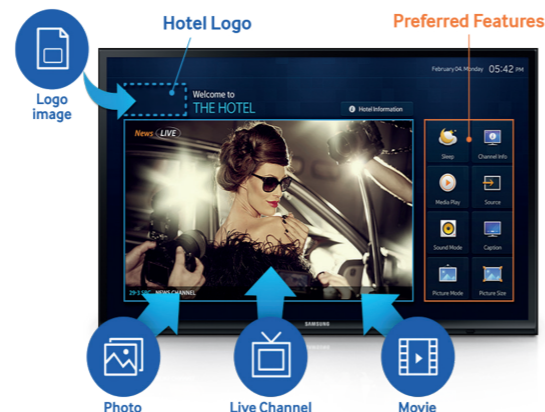 Hotel Logo
Preferred Features
Logo
image
February 04. Monday 05:42 PM
Welcome to
THE HOTEL
Hotel Information
News LIVE
Sleep
Channel Info
Media Play
Source
Sound Mode
Caption
Picture Mode
Picture Size
NEWS CHANNEL
SAMSUNG
Photo
Live Channel
Movie